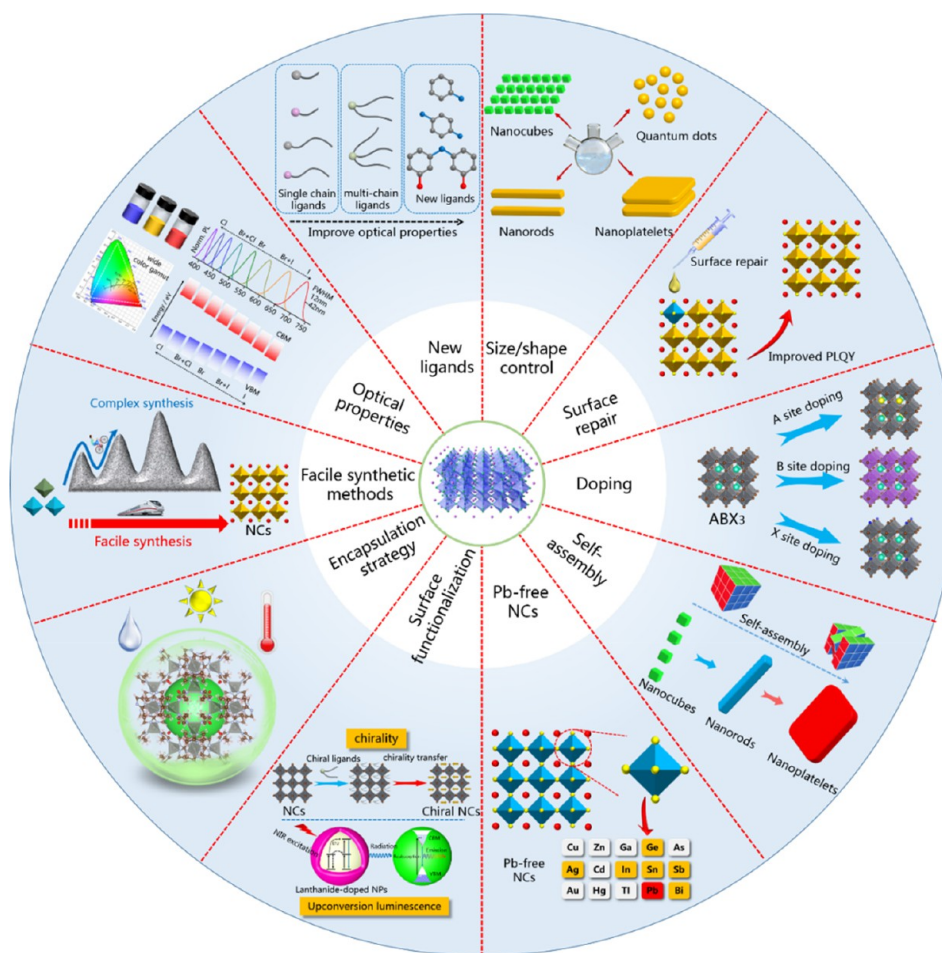 Single chain
ligands
multi-chain
ligands
New ligands
Improve optical properties
Nanocubes
Quantum dots
Nanorods
Nanoplatelets
Surface repair
Improved PLQY
A site doping
B site doping
X site doping
ABX3
Self-assembly
Nanocubes
Nanorods
Nanoplatelets
Pb-free
NCs
Cu Zn Ga Ge As
Ag Cd In Sn Sb
Au Hg Tl Pb Bi
chirality
Chiral ligands
chirality transfer
NCs
Chiral NCs
NIR excitating
Radiation
Lanthanide-doped NPs
Upconversion luminescence
Complex synthesis
NCs
Facile synthesis
wide
color gamut
Norm. PL
Cl Br+Cl Br Br+I I
400 450 500 550 600 650 700 750
FWHM
12nm
42nm
CBM
Energy / eV
Cl Br+Cl Br Br+I I
VBM
New
ligands
Size/shape
control
Surface
repair
Doping
Self-
assembly
Pb-free
NCs
Surface
functionalization
Encapsulation
strategy
Facile synthetic
methods
Optical
properties